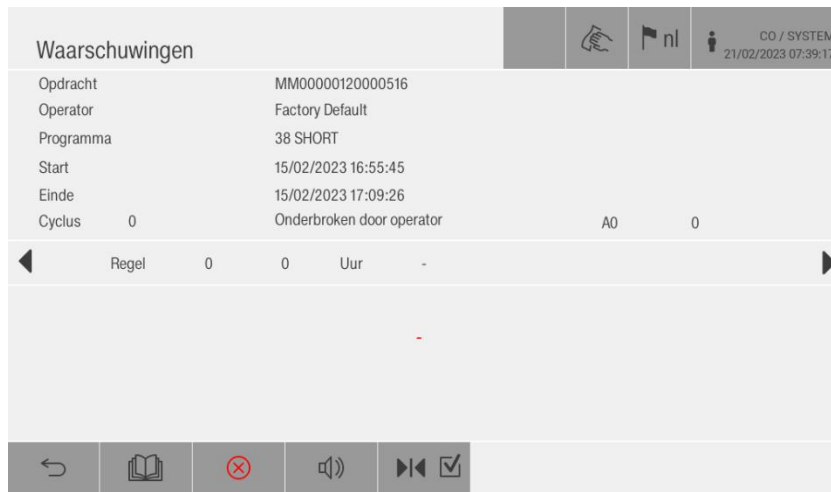 Waarschuwingen
nl
CO / SYSTEM
21/02/2023 07:39:17
Opdracht MM00000120000516
Operator Factory Default
Programma 38 SHORT
Start 15/02/2023 16:55:45
Einde 15/02/2023 17:09:26
Cyclus 0 Onderbroken door operator A0 0
Regel 0 0 Uur -
-